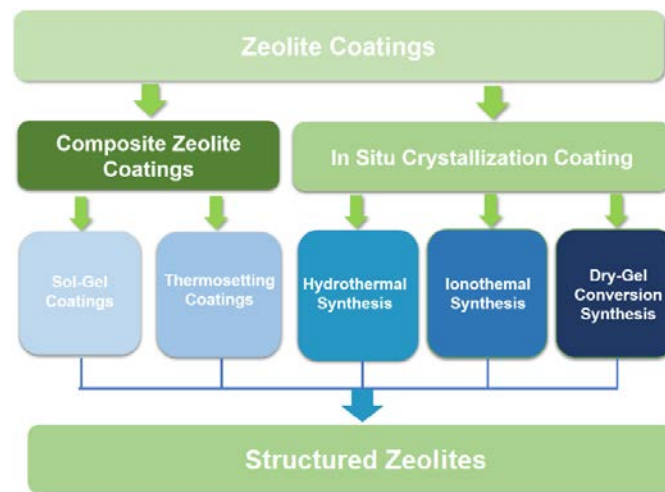 Zeolite Coatings
Composite Zeolite
Coatings
In Situ Crystallization Coating
Sol-Gel
Coatings
Thermosetting
Coatings
Hydrothermal
Synthesis
Ionothemal
Synthesis
Dry-Gel
Conversion
Synthesis
Structured Zeolites